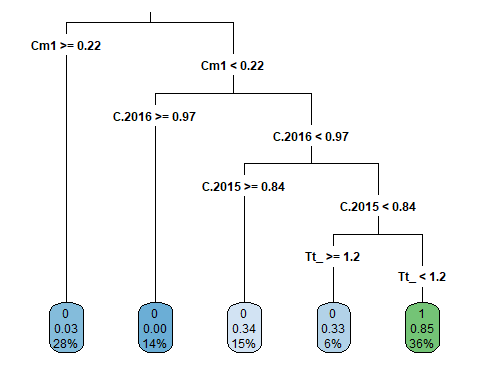 Cm1 >= 0.22
Cm1 < 0.22
C.2016 >= 0.97
C.2016 < 0.97
C.2015 >= 0.84
C.2015 < 0.84
Tt_ >= 1.2
Tt_ < 1.2
0
0.03
28%
0
0.00
14%
0
0.34
15%
0
0.33
6%
1
0.85
36%